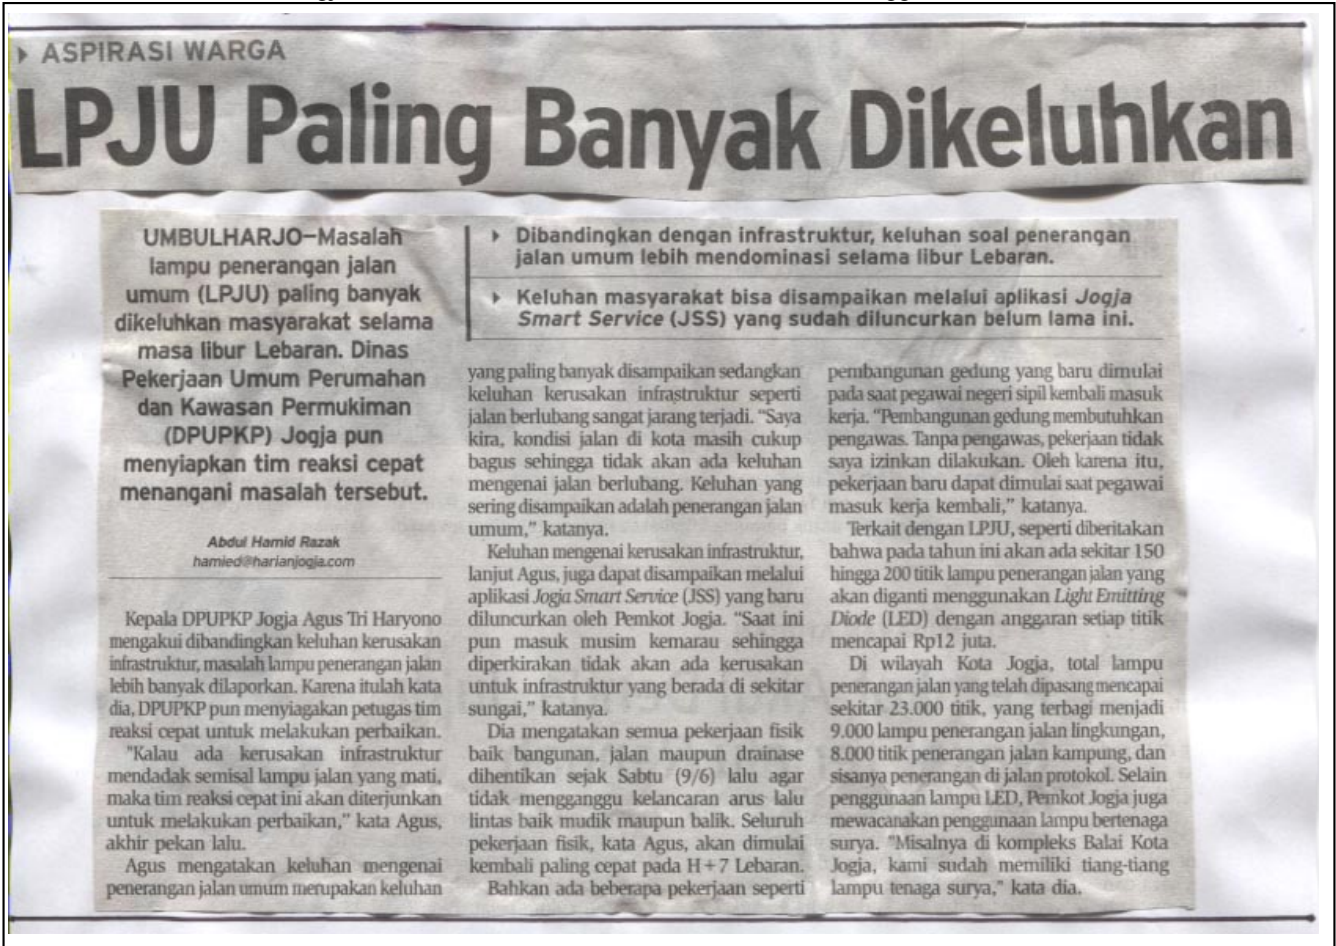 ASPIRASI WARGA
LPJU Paling Banyak Dikeluhkan
UMBULHARJO—Masalah
lampu penerangan jalan
umum (LPJU) paling banyak
dikeluhkan masyarakat selama
masa libur Lebaran. Dinas
Pekerjaan Umum Perumahan
dan Kawasan Permukiman
(DPUPKP) Jogja pun
menyiapkan tim reaksi cepat
menangani masalah tersebut.
Abdul Hamid Razak
hamied@harianjogja.com
Dibandingkan dengan infrastruktur, keluhan soal penerangan
jalan umum lebih mendominasi selama libur Lebaran.
Keluhan masyarakat bisa disampaikan melalui aplikasi Jogja
Smart Service (JSS) yang sudah diluncurkan belum lama ini.
Kepala DPUPKP Jogja Agus Tri Haryono
mengakui dibandingkan keluhan kerusakan
infrastruktur, masalah lampu penerangan jalan
lebih banyak dilaporkan. Karena itulah kata
dia, DPUPKP pun menyiagakan petugas tim
reaksi cepat untuk melakukan perbaikan.
"Kalau ada kerusakan infrastruktur
mendadak semisal lampu jalan yang mati,
maka tim reaksi cepat ini akan diterjunkan
untuk melakukan perbaikan," kata Agus,
akhir pekan lalu.
Agus mengatakan keluhan mengenai
penerangan jalan umum merupakan keluhan
yang paling banyak disampaikan sedangkan
keluhan kerusakan infrastruktur seperti
jalan berlubang sangat jarang terjadi. "Saya
kira, kondisi jalan di kota masih cukup
bagus sehingga tidak akan ada keluhan
mengenai jalan berlubang. Keluhan yang
sering disampaikan adalah penerangan jalan
umum," katanya.
Keluhan mengenai kerusakan infrastruktur,
lanjut Agus, juga dapat disampaikan melalui
aplikasi Jogja Smart Service (JSS) yang baru
diluncurkan oleh Pemkot Jogja. "Saat ini
pun masuk musim kemarau sehingga
diperkirakan tidak akan ada kerusakan
untuk infrastruktur yang berada di sekitar
sungai," katanya.
Dia mengatakan semua pekerjaan fisik
baik bangunan, jalan maupun drainase
dihentikan sejak Sabtu (9/6) lalu agar
tidak mengganggu kelancaran arus lalu
lintas baik mudik maupun balik. Seluruh
pekerjaan fisik, kata Agus, akan dimulai
kembali paling cepat pada H+7 Lebaran.
Bahkan ada beberapa pekerjaan seperti
pembangunan gedung yang baru dimulai
pada saat pegawai negeri sipil kembali masuk
kerja. "Pembangunan gedung membutuhkan
pengawas. Tanpa pengawas, pekerjaan tidak
saya izinkan dilakukan. Oleh karena itu,
pekerjaan baru dapat dimulai saat pegawai
masuk kerja kembali," katanya.
Terkait dengan LPJU, seperti diberitakan
bahwa pada tahun ini akan ada sekitar 150
hingga 200 titik lampu penerangan jalan yang
akan diganti menggunakan Light Emitting
Diode (LED) dengan anggaran setiap titik
mencapai Rp12 juta.
Di wilayah Kota Jogja, total lampu
penerangan jalan yang telah dipasang mencapai
sekitar 23.000 titik, yang terbagi menjadi
9.000 lampu penerangan jalan lingkungan,
8.000 titik penerangan jalan kampung, dan
sisanya penerangan di jalan protokol. Selain
penggunaan lampu LED, Pemkot Jogja juga
mewacanakan penggunaan lampu bertenaga
surya. "Misalnya di kompleks Balai Kota
Jogja, kami sudah memiliki tiang-tiang
lampu tenaga surya," kata dia.